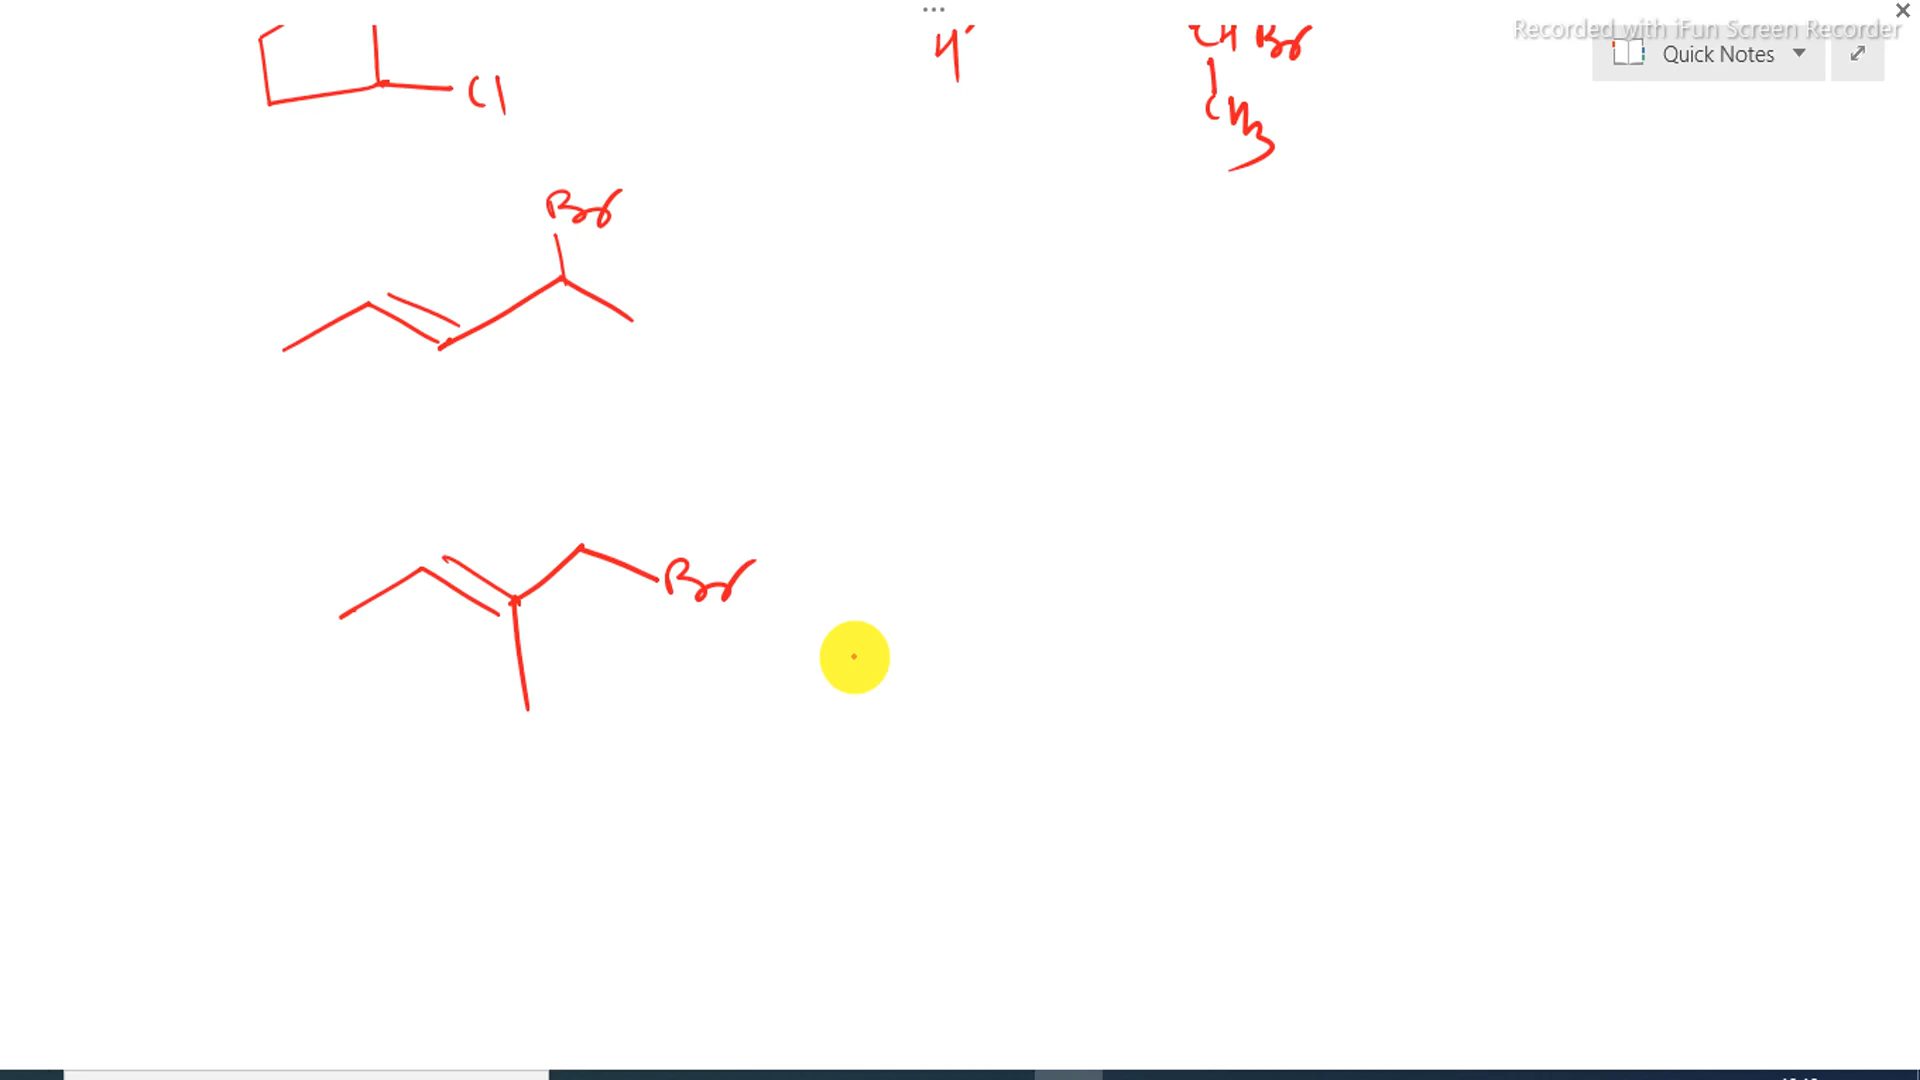 Recorded with iFun Screen Recorder
Quick Notes
CH Br
CH3
Cl
Br
Br